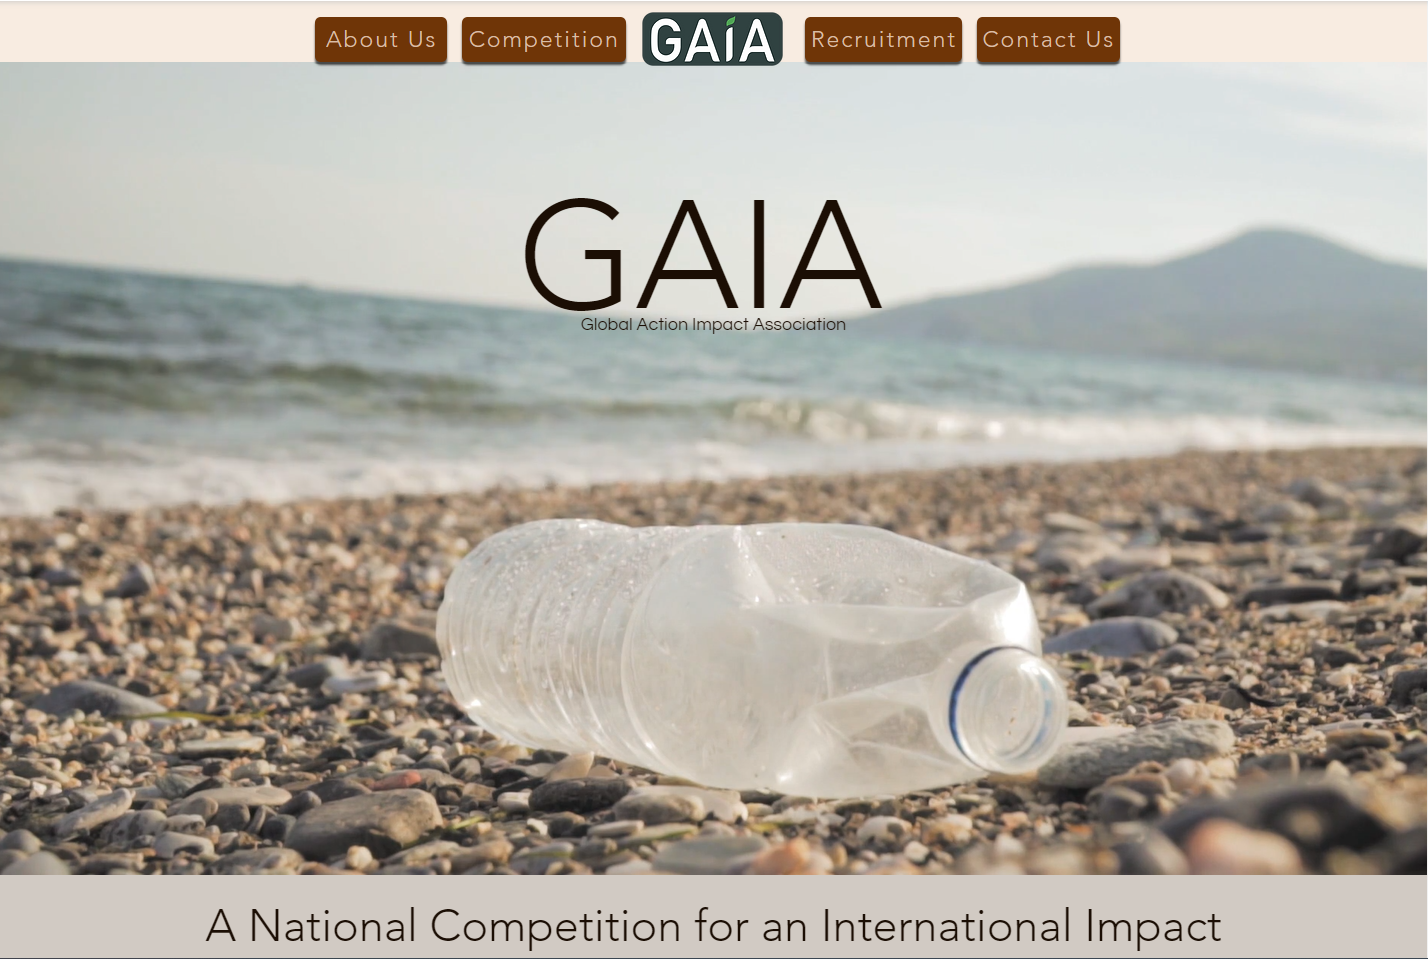 About Us
Competition
GAIA
Recruitment
Contact Us
GAIA
Global Action Impact Association
A National Competition for an International Impact